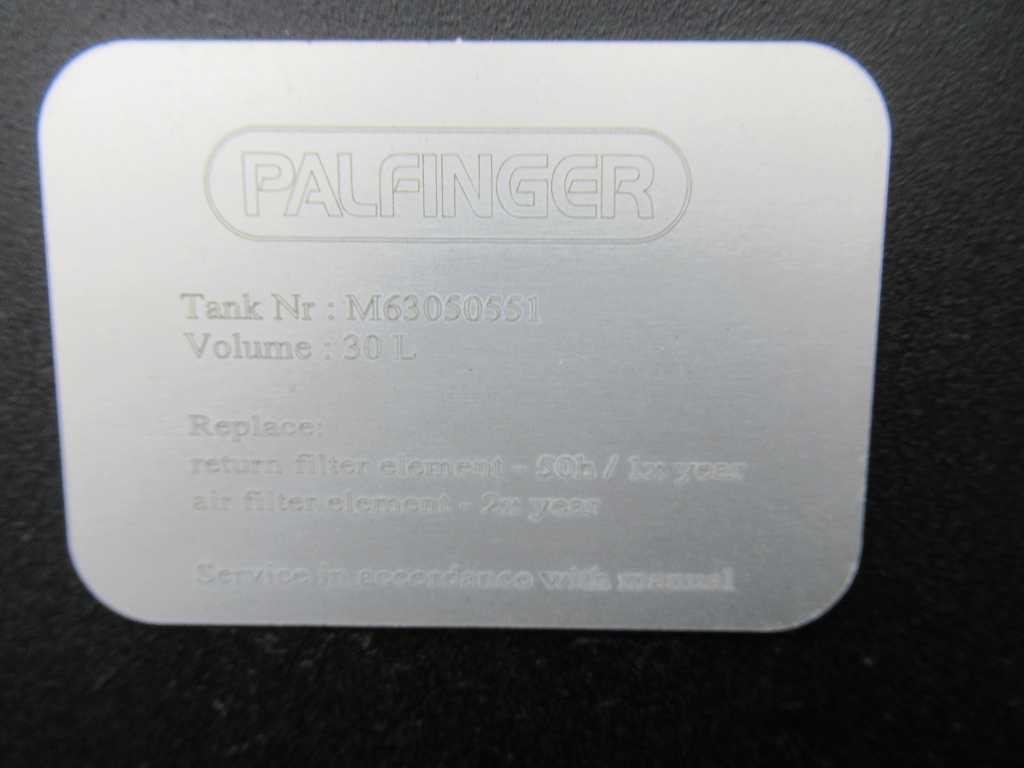 PALFINGER
Tank Nr : M63050551
Volume : 30 L
Replace:
return filter element - 50h / 1x year
air filter element - 2x year
Service in accordance with manual